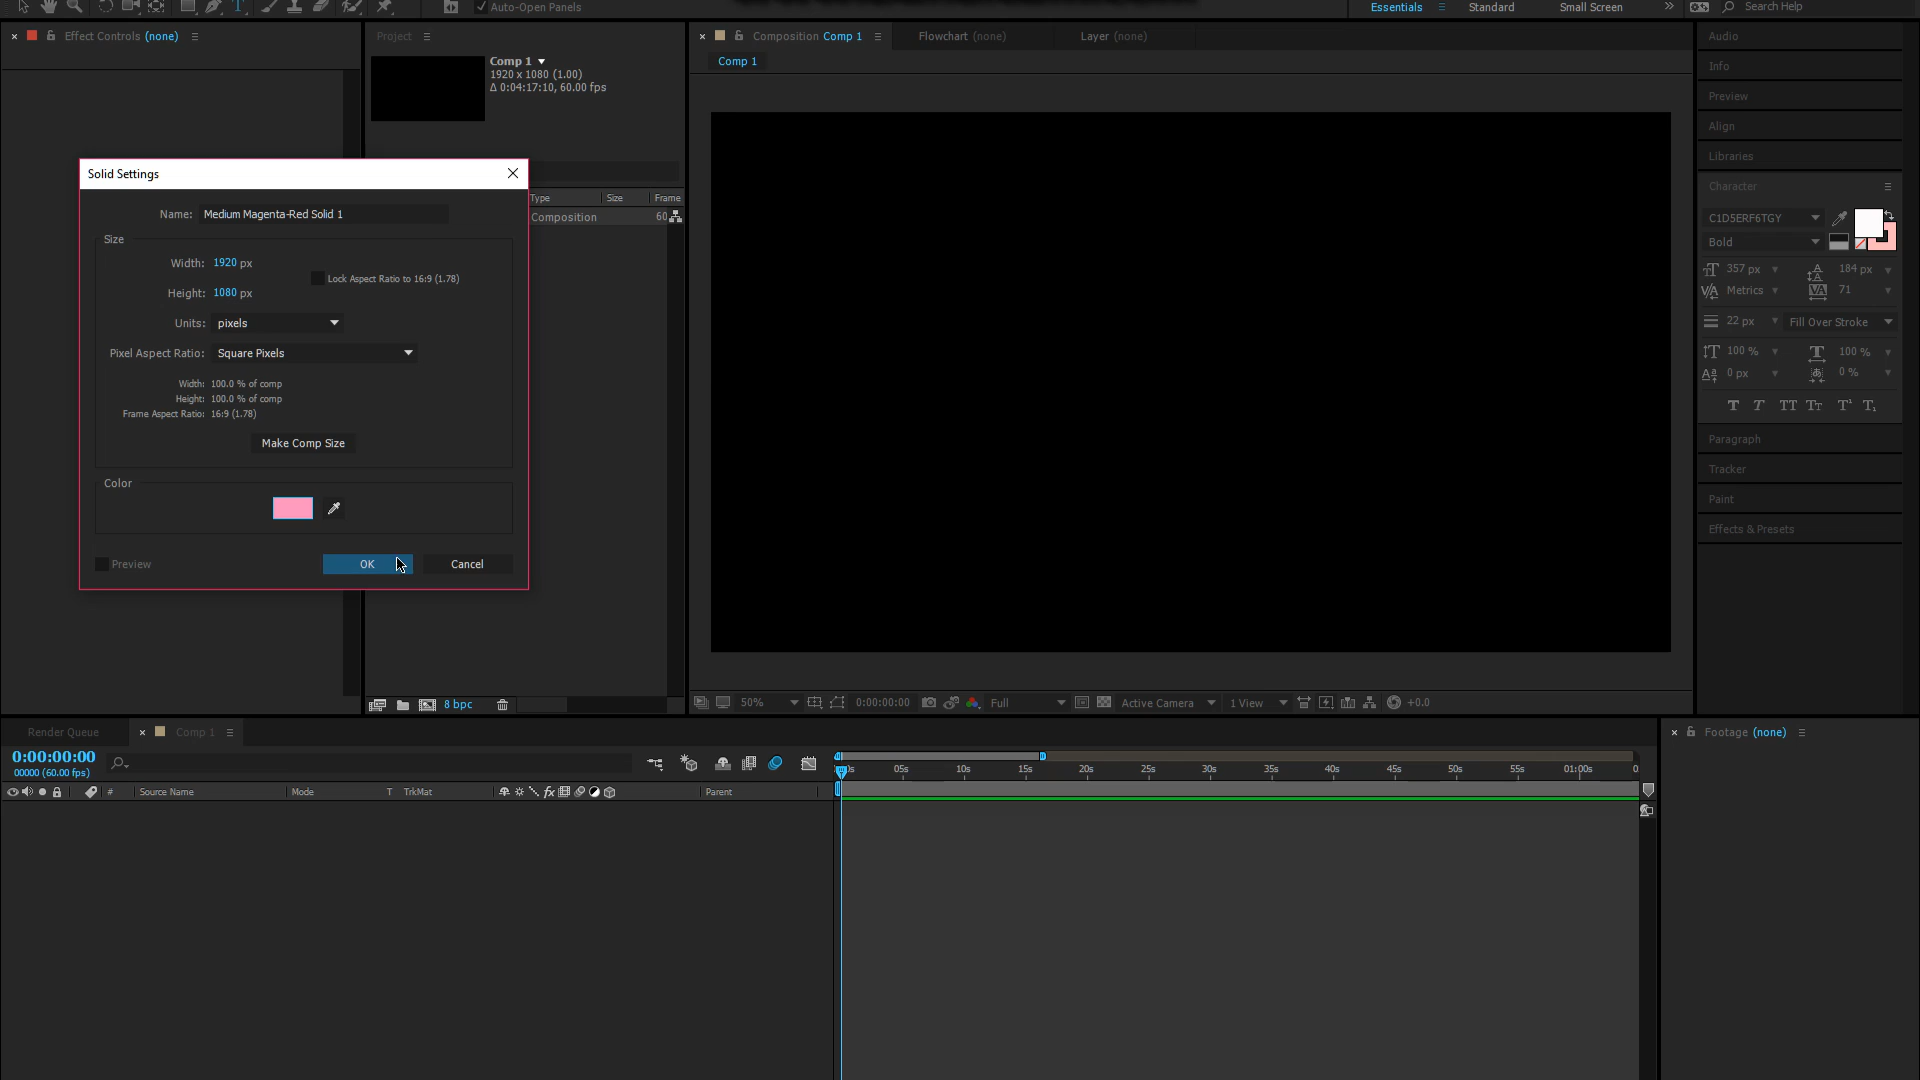 Auto-Open Panels
Essentials
Standard
Small Screen
Search Help
Effect Controls (none)
Project
Composition Comp 1
Flowchart (none)
Layer (none)
Comp 1
Comp 1
1920 x 1080 (1.00)
Δ 0:04:17:10, 60.00 fps
Type
Size
Frame
Composition
60
Solid Settings
Name: Medium Magenta-Red Solid 1
Size
Width: 1920 px
Lock Aspect Ratio to 16:9 (1.78)
Height: 1080 px
Units: pixels
Pixel Aspect Ratio: Square Pixels
Width: 100.0 % of comp
Height: 100.0 % of comp
Frame Aspect Ratio: 16:9 (1.78)
Make Comp Size
Color
Preview
OK
Cancel
Audio
Info
Preview
Align
Libraries
Character
C1D5ERF6TGY
Bold
357 px
184 px
Metrics
71
22 px
Fill Over Stroke
100 %
100 %
0 px
0 %
Paragraph
Tracker
Paint
Effects & Presets
8 bpc
50%
0:00:00:00
Full
Active Camera
1 View
+0.0
Render Queue
Comp 1
Footage (none)
0:00:00:00
00000 (60.00 fps)
05s 10s 15s 20s 25s 30s 35s 40s 45s 50s 55s 01:00s
#
Source Name
Mode
T TrkMat
Parent